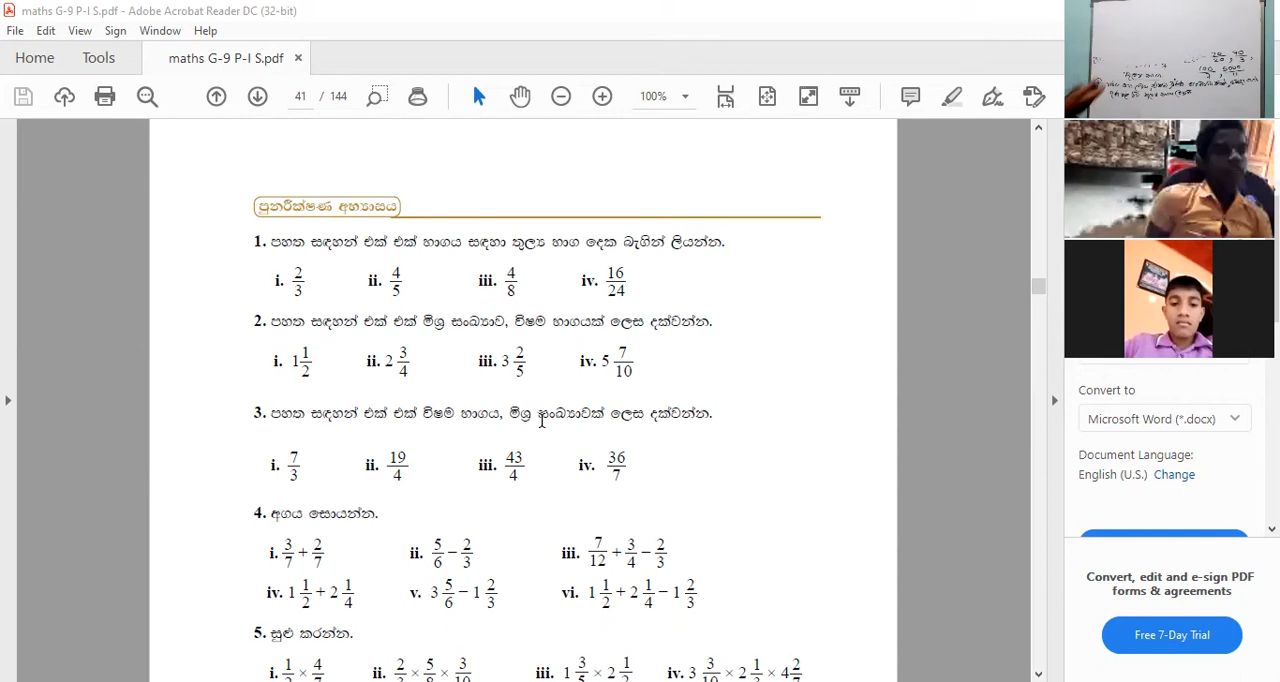 maths G-9 P-I S.pdf - Adobe Acrobat Reader DC (32-bit)
File Edit View Sign Window Help
Home Tools maths G-9 P-I S.pdf ×
41 / 144 100%
පුනරීක්ෂණ අභ්‍යාසය
1. පහත සඳහන් එක් එක් භාගය සඳහා තුල්‍ය භාග දෙක බැගින් ලියන්න.
i. 2/3 ii. 4/5 iii. 4/8 iv. 16/24
2. පහත සඳහන් එක් එක් මිශ්‍ර සංඛ්‍යාව, විෂම භාගයක් ලෙස දක්වන්න.
i. 1 1/2 ii. 2 3/4 iii. 3 2/5 iv. 5 7/10
3. පහත සඳහන් එක් එක් විෂම භාගය, මිශ්‍ර සංඛ්‍යාවක් ලෙස දක්වන්න.
i. 7/3 ii. 19/4 iii. 43/4 iv. 36/7
4. අගය සොයන්න.
i. 3/7 + 2/7 ii. 5/6 − 2/3 iii. 7/12 + 3/4 − 2/3
iv. 1 1/2 + 2 1/4 v. 3 5/6 − 1 2/3 vi. 1 1/2 + 2 1/4 − 1 2/3
5. සුළු කරන්න.
i. 1/2 × 4/7 ii. 2/3 × 5/8 × 3/10 iii. 1 3/5 × 2 1/2 iv. 3 3/10 × 2 1/3 × 4 2/7
Convert to
Microsoft Word (*.docx)
Document Language:
English (U.S.) Change
Convert, edit and e-sign PDF
forms & agreements
Free 7-Day Trial